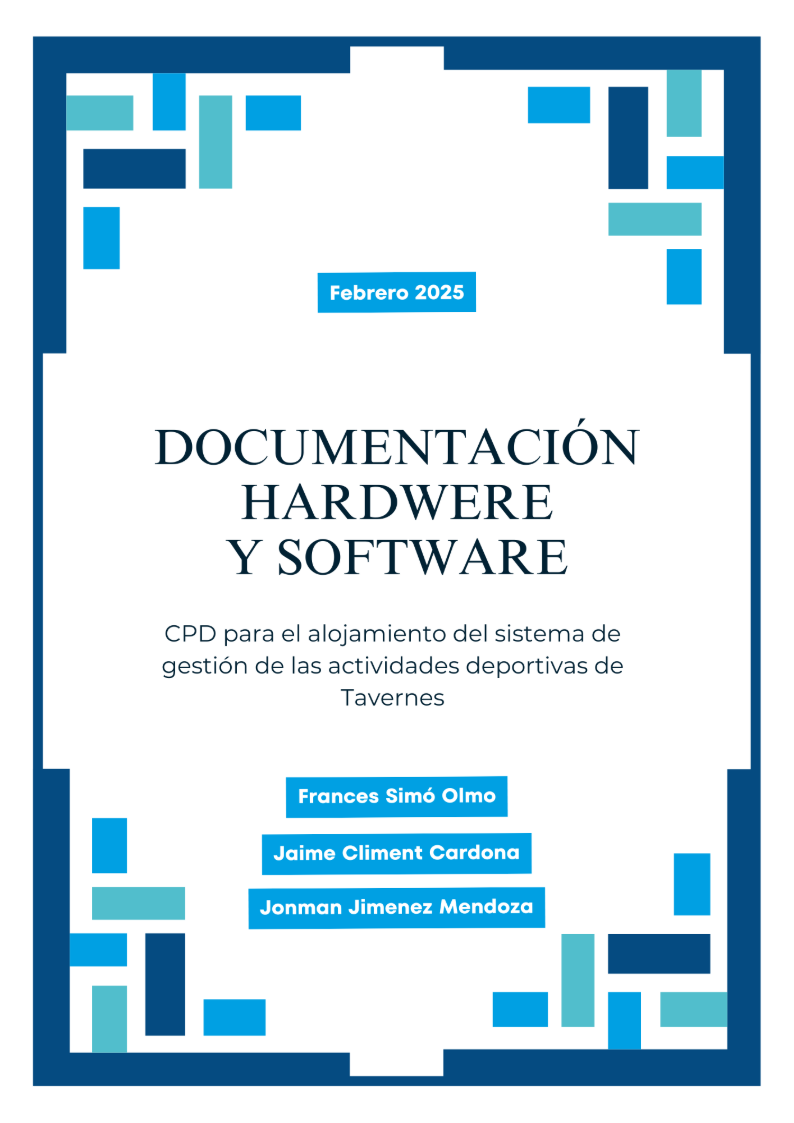 Febrero 2025
DOCUMENTACIÓN
HARDWERE
Y SOFTWARE
CPD para el alojamiento del sistema de
gestión de las actividades deportivas de
Tavernes
Frances Simó Olmo
Jaime Climent Cardona
Jonman Jimenez Mendoza